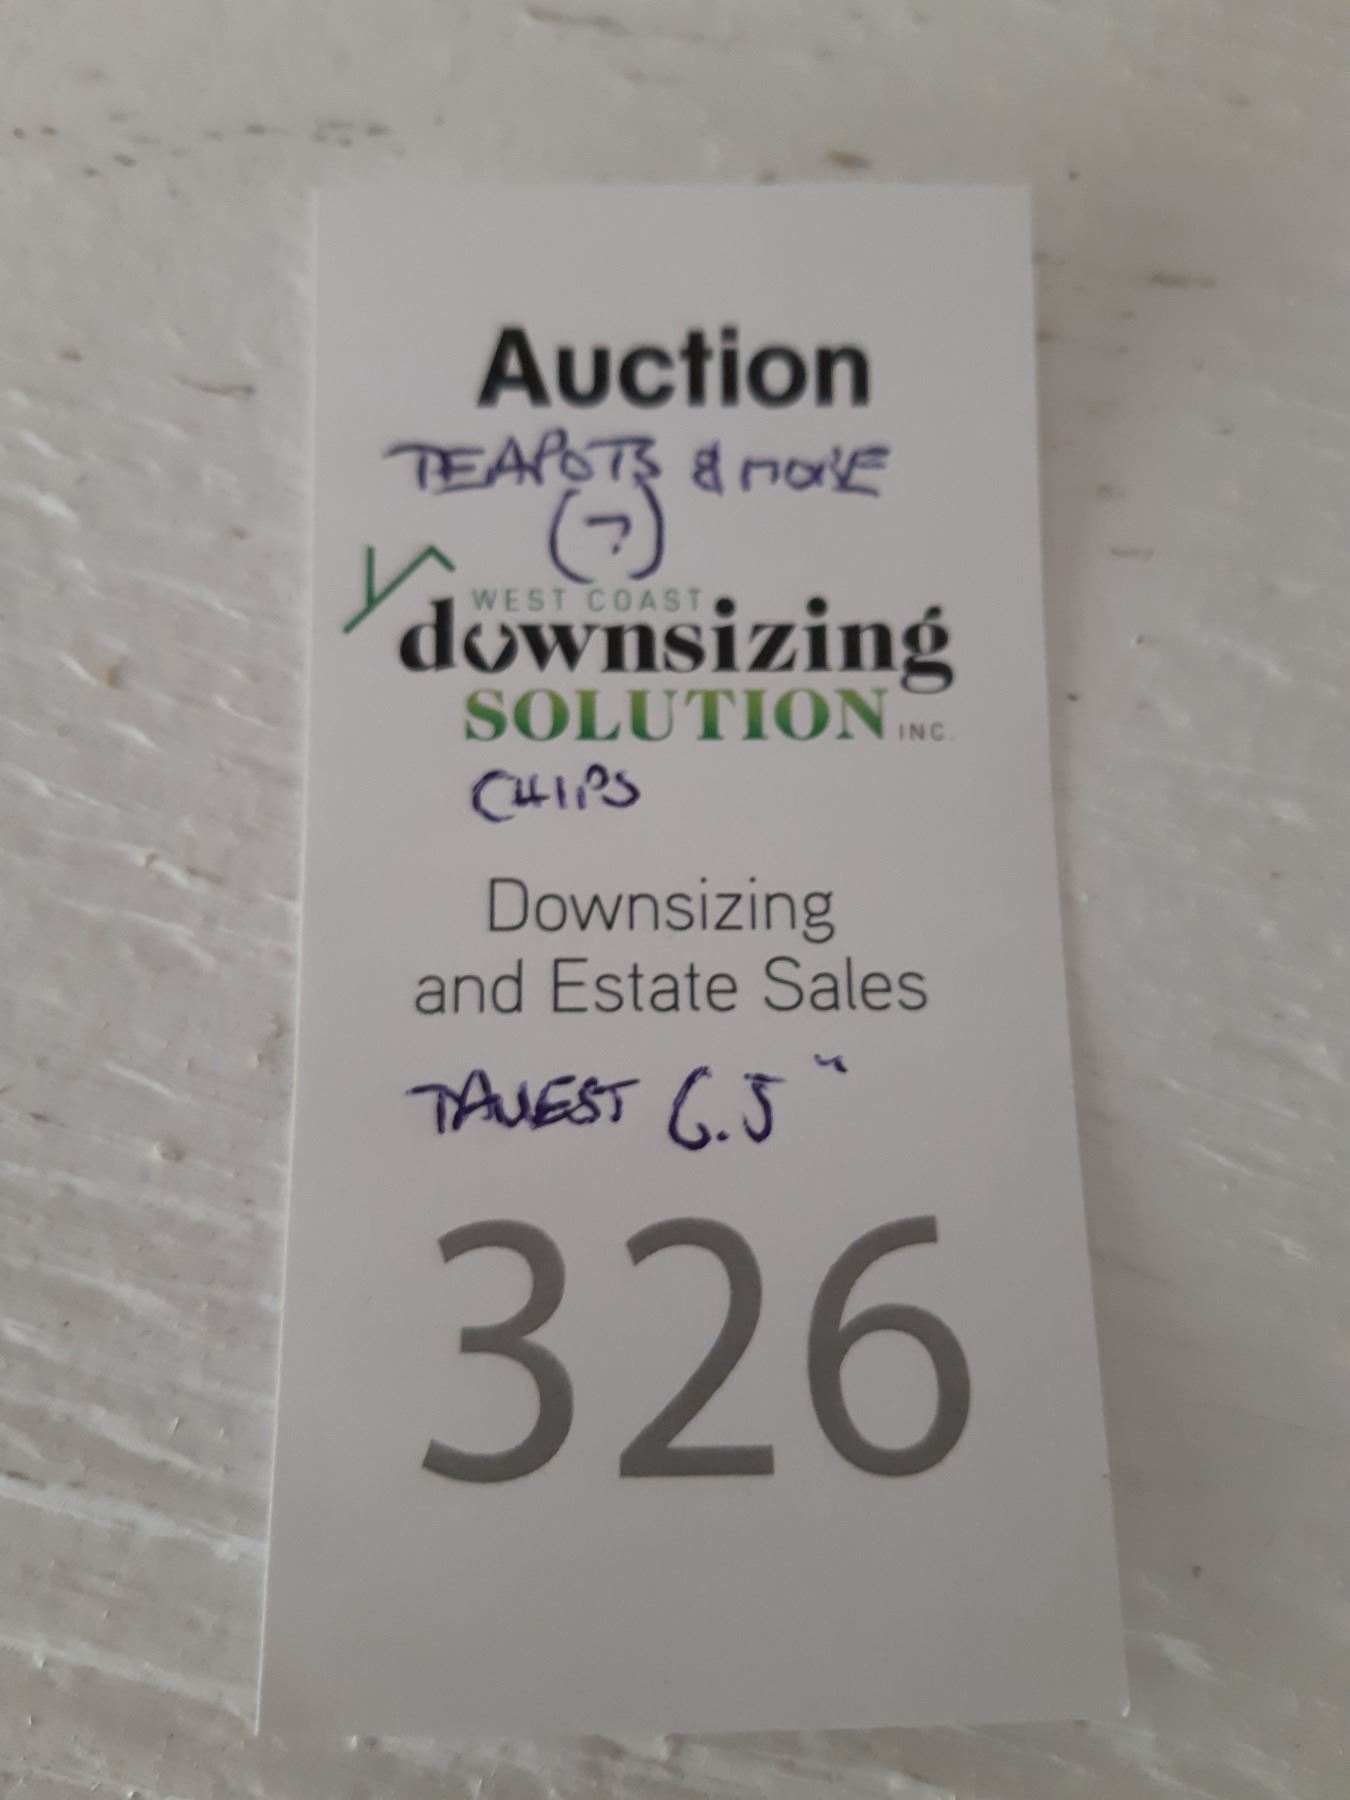 Auction
TEAPOTS & MORE
(7)
WEST COAST
downsizing
SOLUTION INC.
CHIPS
Downsizing
and Estate Sales
TALLEST 6.5"
326